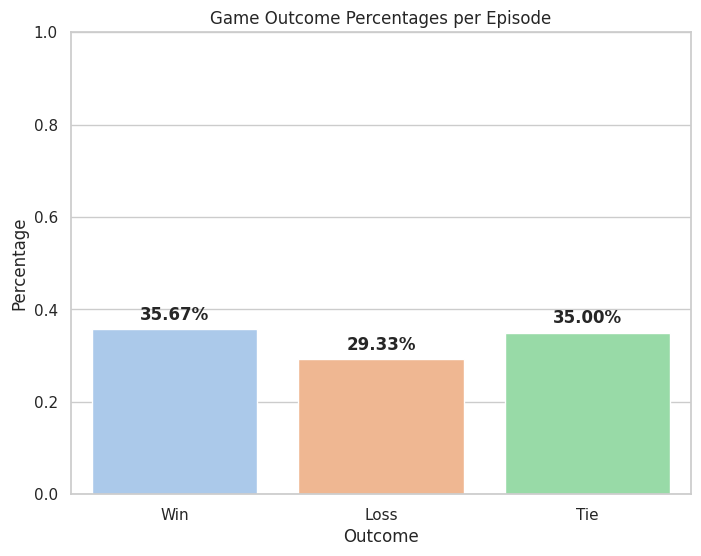 Game Outcome Percentages per Episode
1.0
0.8
0.6
0.4
0.2
0.0
Percentage
35.67%
29.33%
35.00%
Win
Loss
Tie
Outcome